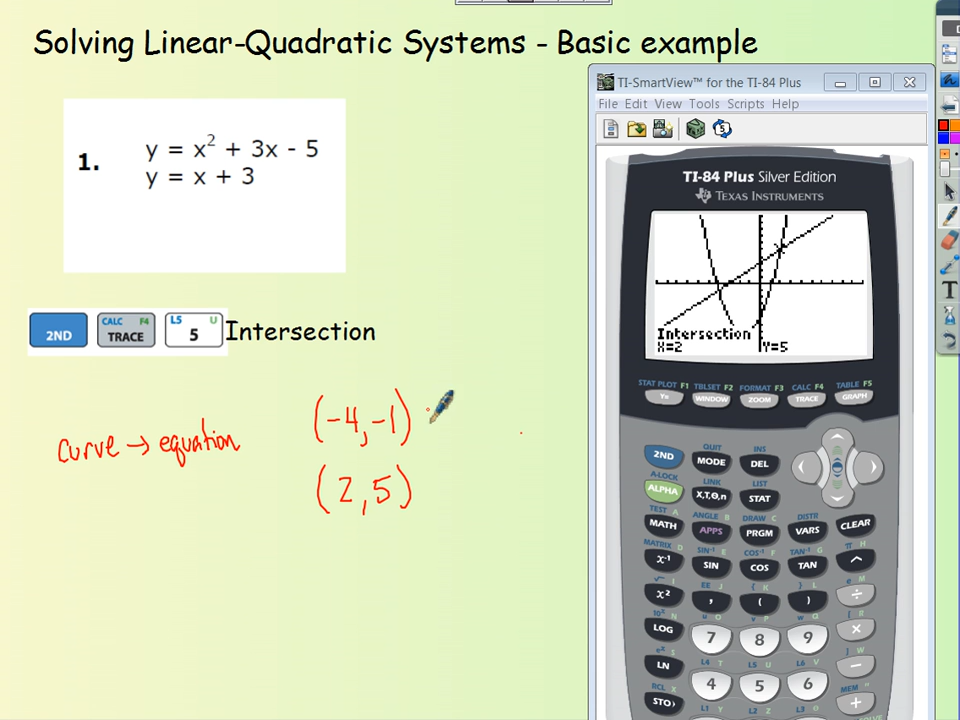 Solving Linear-Quadratic Systems - Basic example
1.
y = x² + 3x - 5
y = x + 3
2ND
CALC F4
TRACE
L5 U
5
Intersection
curve → equation
(-4,-1)
(2,5)
TI-SmartView™ for the TI-84 Plus
File Edit View Tools Scripts Help
5
TI-84 Plus Silver Edition
TEXAS INSTRUMENTS
Intersection
X=2 Y=5
STAT PLOT F1 TBLSET F2 FORMAT F3 CALC F4 TABLE F5
Y= WINDOW ZOOM TRACE GRAPH
QUIT INS
2ND MODE DEL
A-LOCK LINK LIST
ALPHA X,T,Θ,n STAT
TEST A ANGLE B DRAW C DISTR
MATH APPS PRGM VARS CLEAR
MATRIX D SIN⁻¹ E COS⁻¹ F TAN⁻¹ G π H
x⁻¹ SIN COS TAN ^
√ I EE J { K } L e M
x² , ( ) ÷
10ˣ N u O v P w Q [ R
LOG 7 8 9 ×
eˣ S L4 T L5 U L6 V ] W
LN 4 5 6 −
RCL X L1 Y L2 Z L3 θ MEM "
STO› +
T